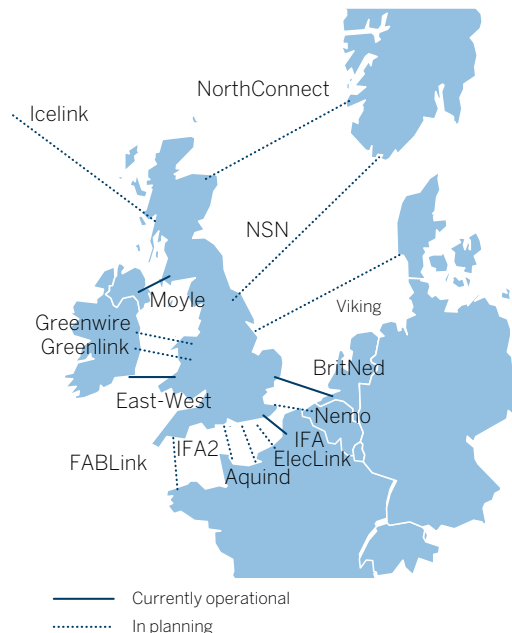 NorthConnect
Icelink
NSN
Moyle
Viking
Greenwire
Greenlink
BritNed
East-West
Nemo
IFA
IFA2
ElecLink
FABLink
Aquind
Currently operational
In planning